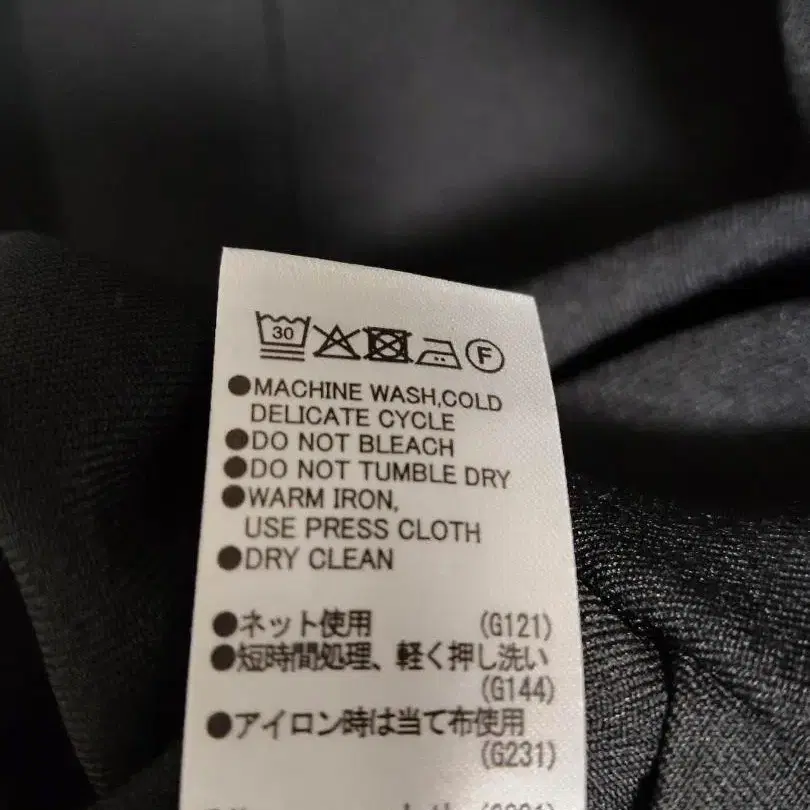 30 F
●MACHINE WASH,COLD
DELICATE CYCLE
●DO NOT BLEACH
●DO NOT TUMBLE DRY
●WARM IRON,
USE PRESS CLOTH
●DRY CLEAN
●ネット使用 (G121)
●短時間処理、軽く押し洗い
(G144)
●アイロン時は当て布使用
(G231)